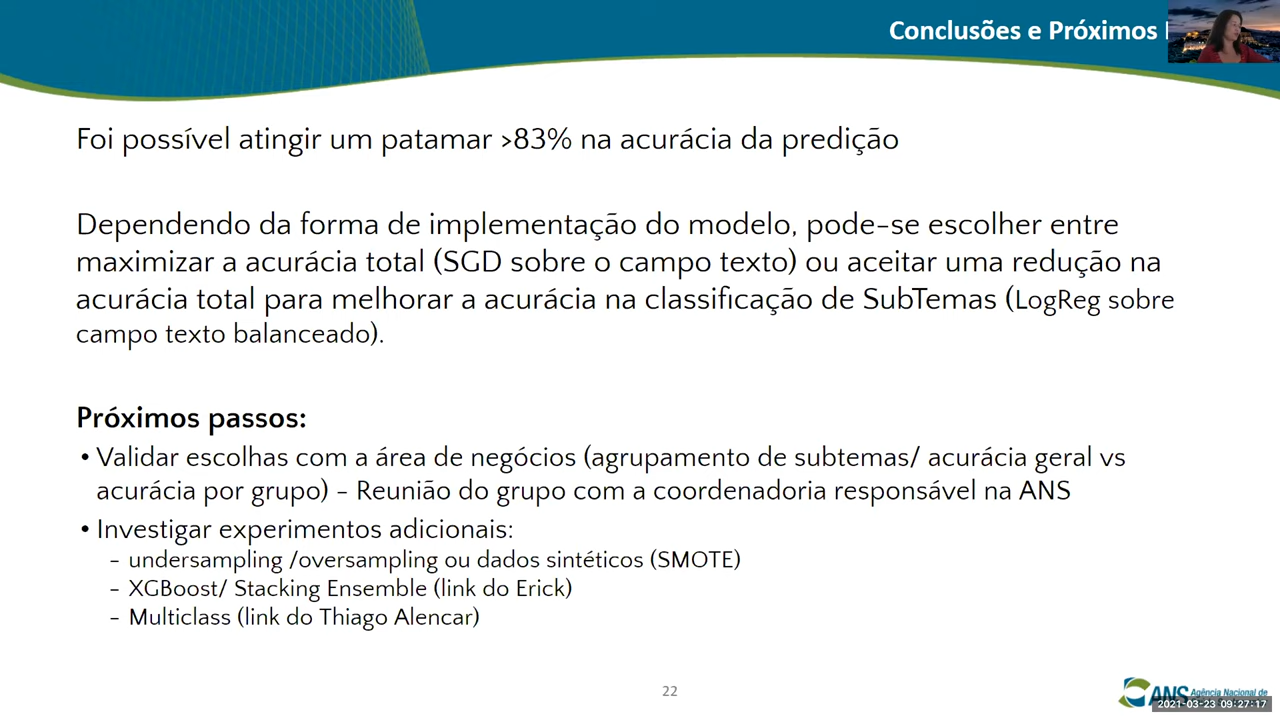 Conclusões e Próximos
Foi possível atingir um patamar >83% na acurácia da predição
Dependendo da forma de implementação do modelo, pode-se escolher entre
maximizar a acurácia total (SGD sobre o campo texto) ou aceitar uma redução na
acurácia total para melhorar a acurácia na classificação de SubTemas (LogReg sobre
campo texto balanceado).
Próximos passos:
• Validar escolhas com a área de negócios (agrupamento de subtemas/ acurácia geral vs
acurácia por grupo) - Reunião do grupo com a coordenadoria responsável na ANS
• Investigar experimentos adicionais:
- undersampling /oversampling ou dados sintéticos (SMOTE)
- XGBoost/ Stacking Ensemble (link do Erick)
- Multiclass (link do Thiago Alencar)
22
ANS Agência Nacional de
2021-03-23 09:27:17